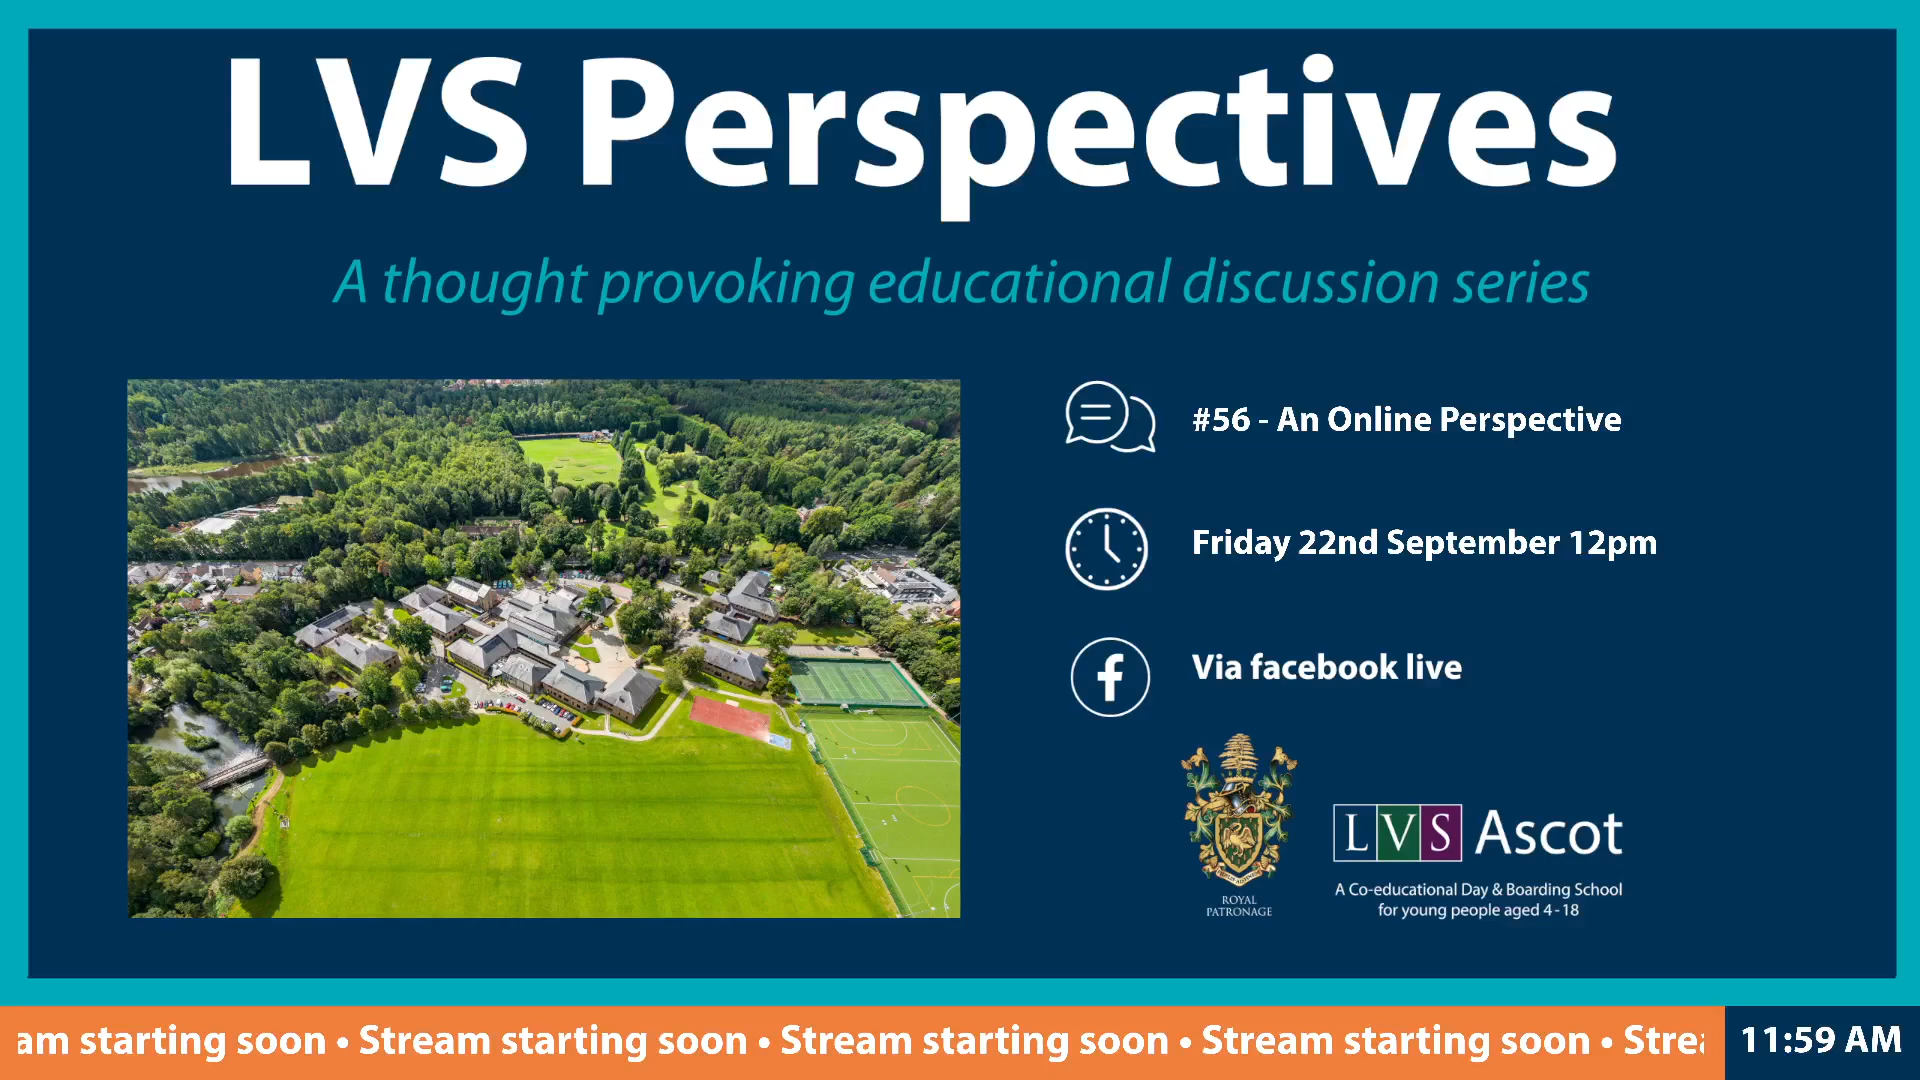 LVS Perspectives
A thought provoking educational discussion series
#56 - An Online Perspective
Friday 22nd September 12pm
Via facebook live
ROYAL
PATRONAGE
LVS Ascot
A Co-educational Day & Boarding School
for young people aged 4-18
am starting soon • Stream starting soon • Stream starting soon • Stream starting soon • Strea
11:59 AM